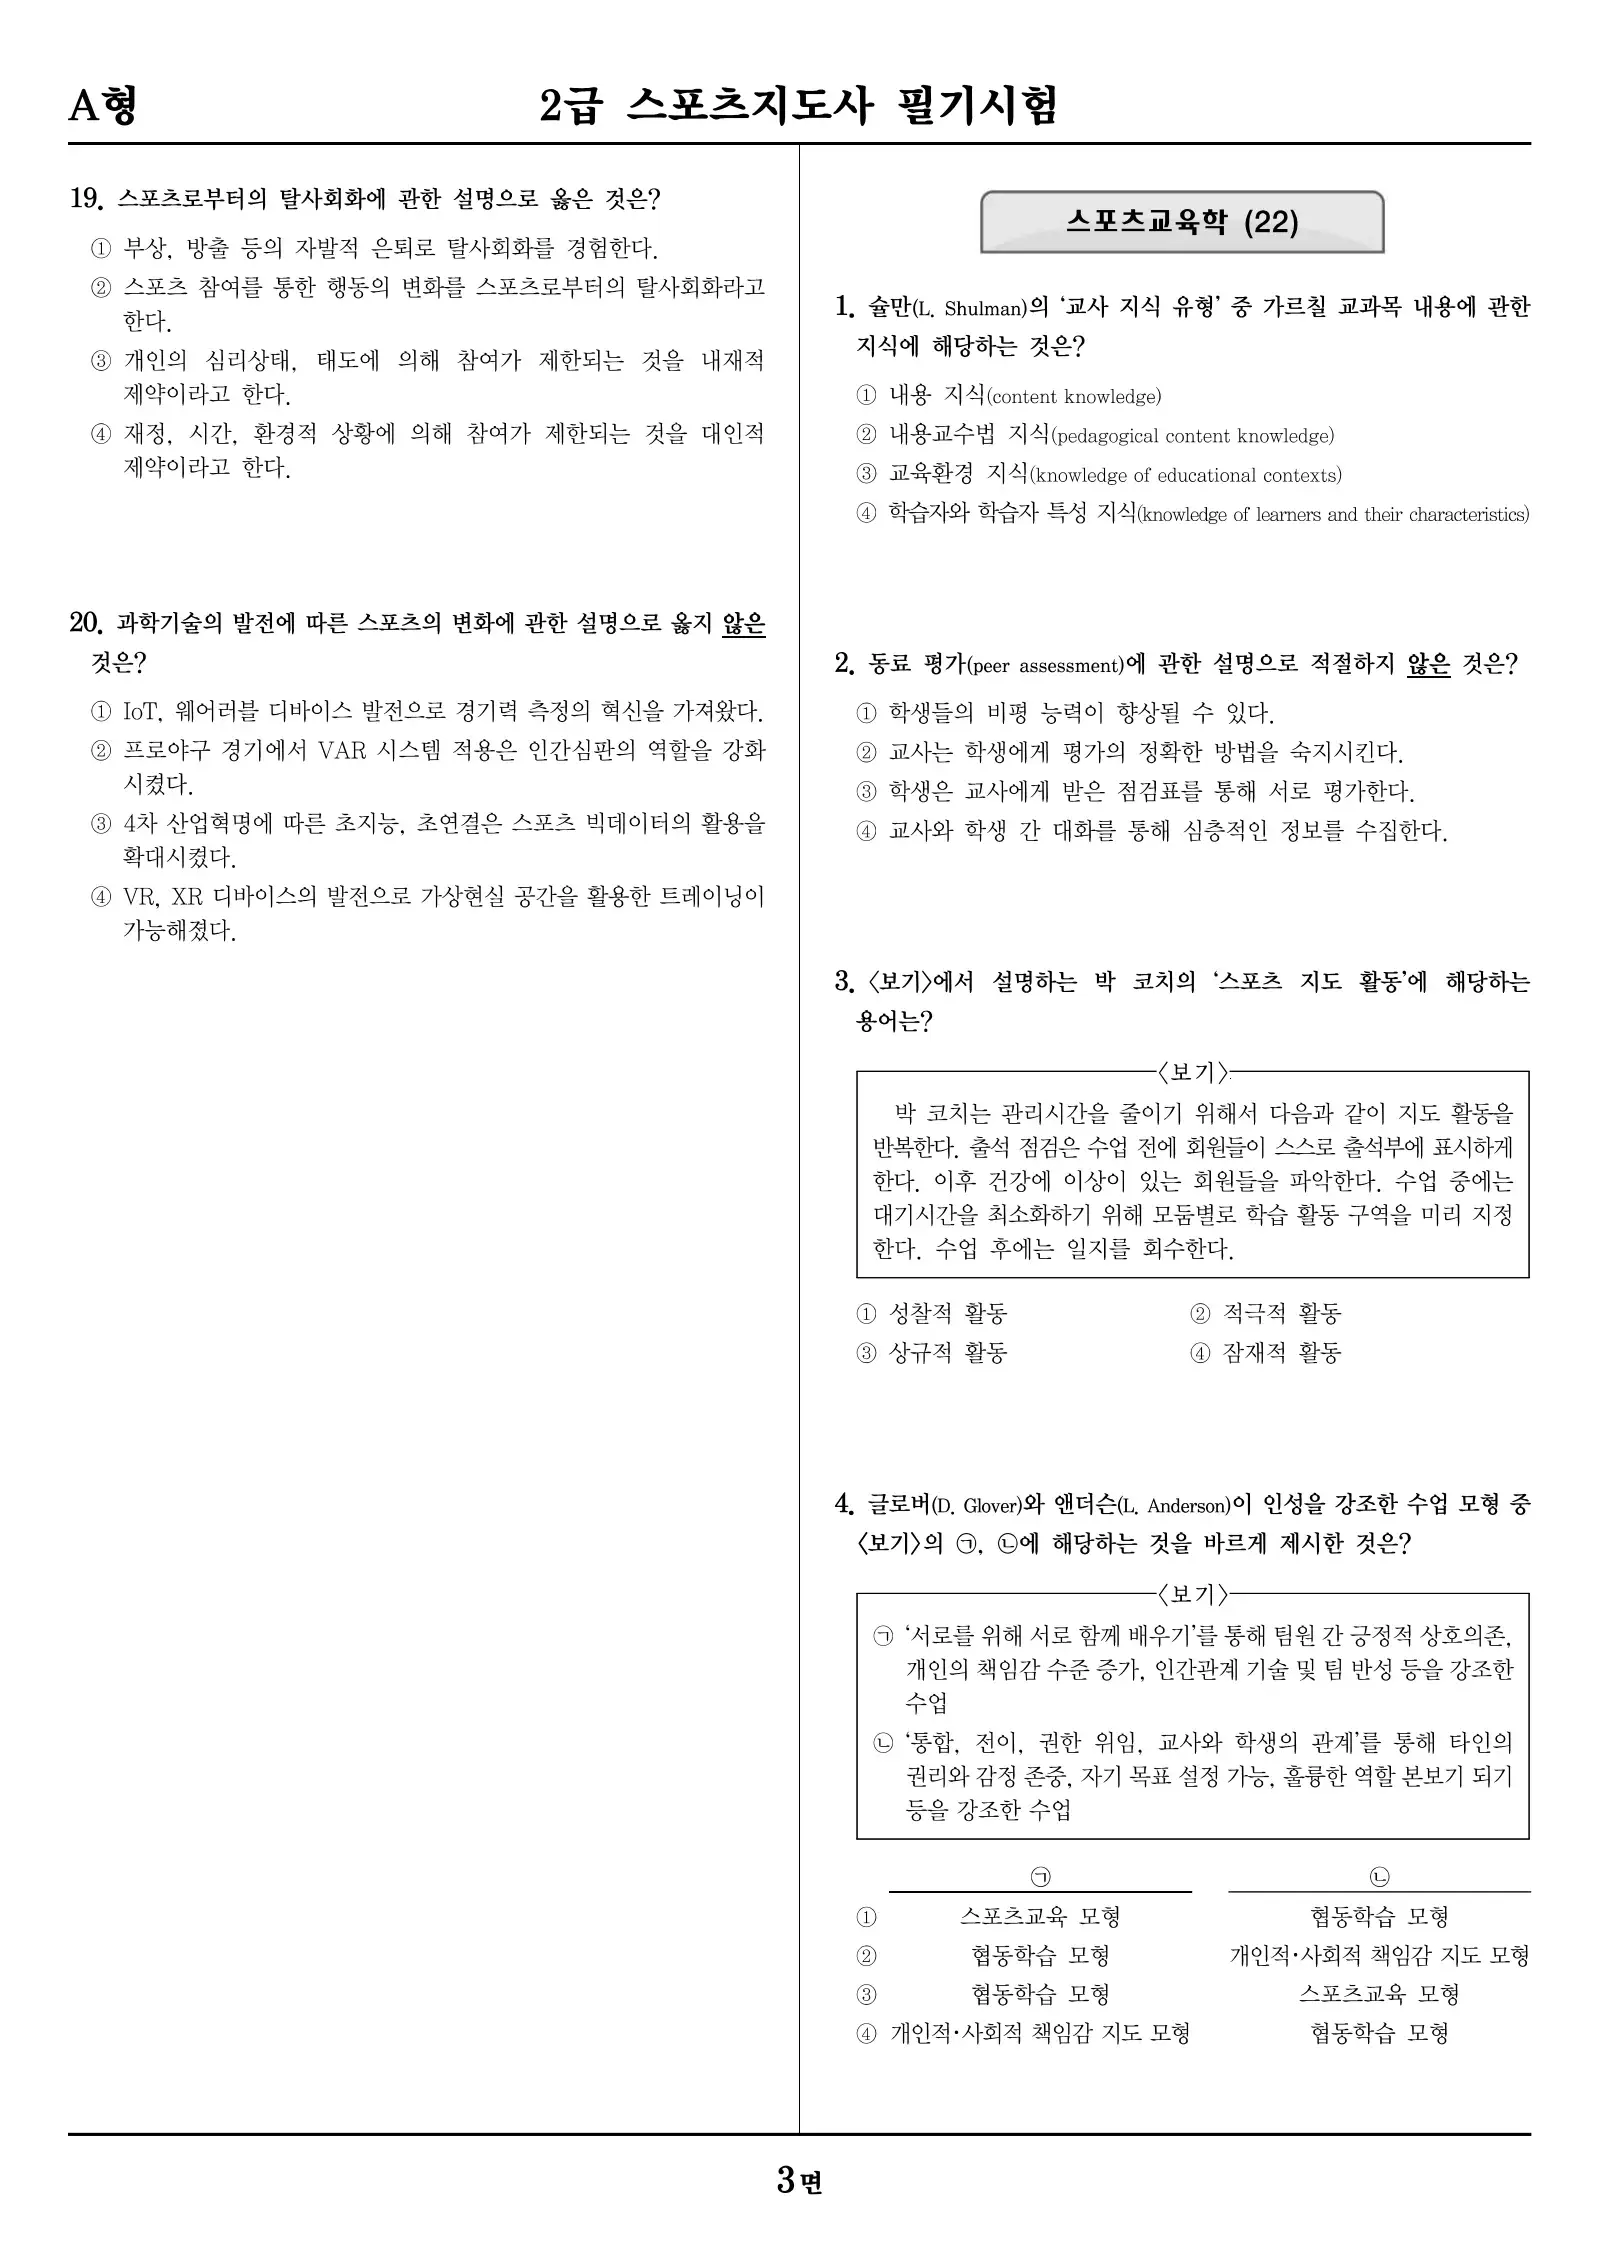 A형
2급 스포츠지도사 필기시험
19. 스포츠로부터의 탈사회화에 관한 설명으로 옳은 것은?
① 부상, 방출 등의 자발적 은퇴로 탈사회화를 경험한다.
② 스포츠 참여를 통한 행동의 변화를 스포츠로부터의 탈사회화라고
한다.
③ 개인의 심리상태, 태도에 의해 참여가 제한되는 것을 내재적
제약이라고 한다.
④ 재정, 시간, 환경적 상황에 의해 참여가 제한되는 것을 대인적
제약이라고 한다.
20. 과학기술의 발전에 따른 스포츠의 변화에 관한 설명으로 옳지 않은
것은?
① IoT, 웨어러블 디바이스 발전으로 경기력 측정의 혁신을 가져왔다.
② 프로야구 경기에서 VAR 시스템 적용은 인간심판의 역할을 강화
시켰다.
③ 4차 산업혁명에 따른 초지능, 초연결은 스포츠 빅데이터의 활용을
확대시켰다.
④ VR, XR 디바이스의 발전으로 가상현실 공간을 활용한 트레이닝이
가능해졌다.
스포츠교육학 (22)
1. 슐만(L. Shulman)의 ‘교사 지식 유형’ 중 가르칠 교과목 내용에 관한
지식에 해당하는 것은?
① 내용 지식(content knowledge)
② 내용교수법 지식(pedagogical content knowledge)
③ 교육환경 지식(knowledge of educational contexts)
④ 학습자와 학습자 특성 지식(knowledge of learners and their characteristics)
2. 동료 평가(peer assessment)에 관한 설명으로 적절하지 않은 것은?
① 학생들의 비평 능력이 향상될 수 있다.
② 교사는 학생에게 평가의 정확한 방법을 숙지시킨다.
③ 학생은 교사에게 받은 점검표를 통해 서로 평가한다.
④ 교사와 학생 간 대화를 통해 심층적인 정보를 수집한다.
3. 〈보기〉에서 설명하는 박 코치의 ‘스포츠 지도 활동’에 해당하는
용어는?
〈보기〉
박 코치는 관리시간을 줄이기 위해서 다음과 같이 지도 활동을
반복한다. 출석 점검은 수업 전에 회원들이 스스로 출석부에 표시하게
한다. 이후 건강에 이상이 있는 회원들을 파악한다. 수업 중에는
대기시간을 최소화하기 위해 모둠별로 학습 활동 구역을 미리 지정
한다. 수업 후에는 일지를 회수한다.
① 성찰적 활동 ② 적극적 활동
③ 상규적 활동 ④ 잠재적 활동
4. 글로버(D. Glover)와 앤더슨(L. Anderson)이 인성을 강조한 수업 모형 중
〈보기〉의 ㉠, ㉡에 해당하는 것을 바르게 제시한 것은?
〈보기〉
㉠ ‘서로를 위해 서로 함께 배우기’를 통해 팀원 간 긍정적 상호의존,
개인의 책임감 수준 증가, 인간관계 기술 및 팀 반성 등을 강조한
수업
㉡ ‘통합, 전이, 권한 위임, 교사와 학생의 관계’를 통해 타인의
권리와 감정 존중, 자기 목표 설정 가능, 훌륭한 역할 본보기 되기
등을 강조한 수업
㉠ ㉡
① 스포츠교육 모형 협동학습 모형
② 협동학습 모형 개인적·사회적 책임감 지도 모형
③ 협동학습 모형 스포츠교육 모형
④ 개인적·사회적 책임감 지도 모형 협동학습 모형
3면